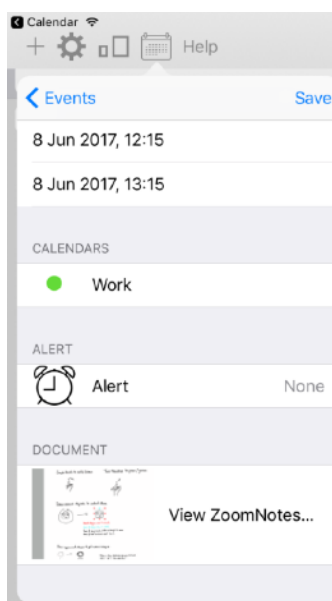 Calendar
Help
Events Save
8 Jun 2017, 12:15
8 Jun 2017, 13:15
CALENDARS
Work
ALERT
Alert None
DOCUMENT
View ZoomNotes...